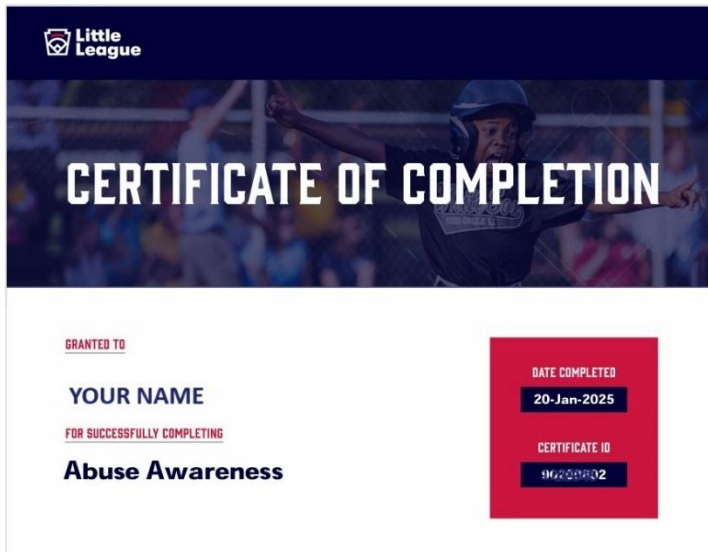 Little
League
CERTIFICATE OF COMPLETION
GRANTED TO
YOUR NAME
FOR SUCCESSFULLY COMPLETING
Abuse Awareness
DATE COMPLETED
20-Jan-2025
CERTIFICATE ID